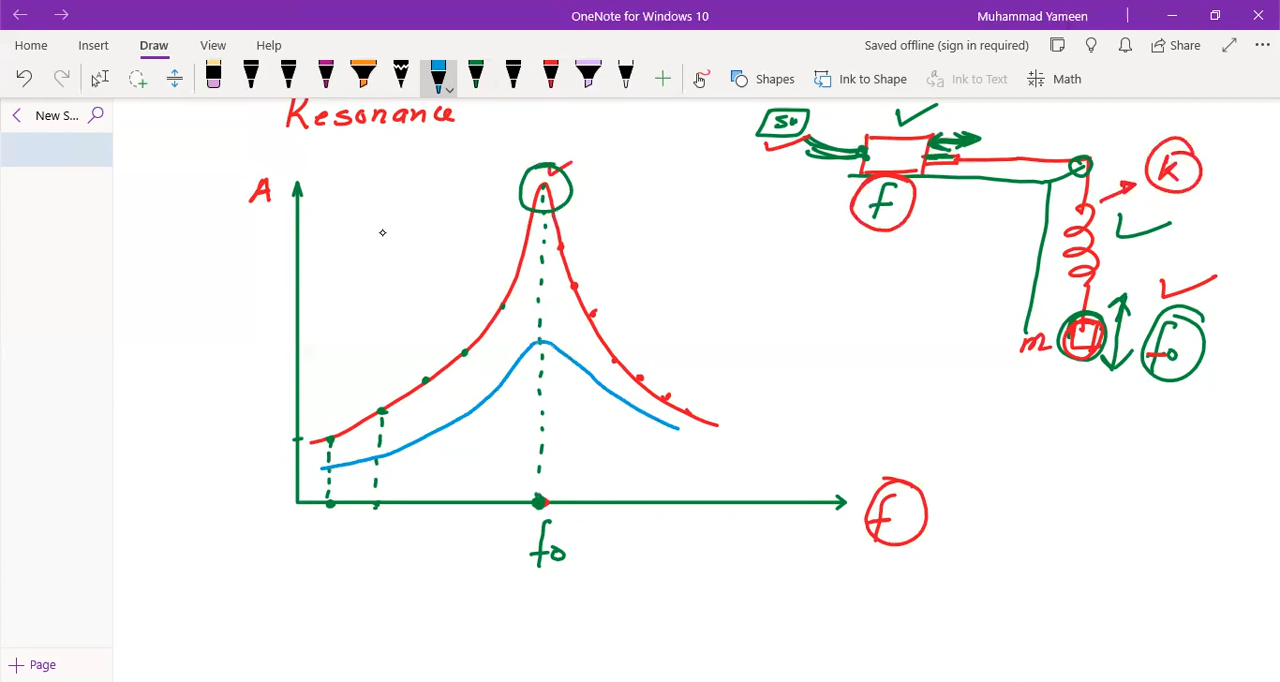 OneNote for Windows 10
Muhammad Yameen
Home Insert Draw View Help
Saved offline (sign in required)
Share
Shapes
Ink to Shape
Ink to Text
Math
New S...
Resonance
A
f
K
m
fo
f
fo
Page